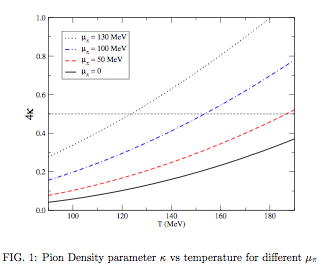 1.0
0.8
0.6
0.4
0.2
0.0
4κ
μπ = 130 MeV
μπ = 100 MeV
μπ = 50 MeV
μπ = 0
100 120 140 160 180
T (MeV)
FIG. 1: Pion Density parameter κ vs temperature for different μπ